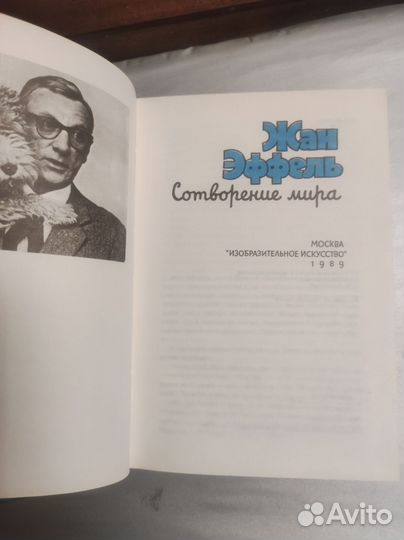 Жан
Эффель
Сотворение мира
МОСКВА
"ИЗОБРАЗИТЕЛЬНОЕ ИСКУССТВО"
1989
Avito